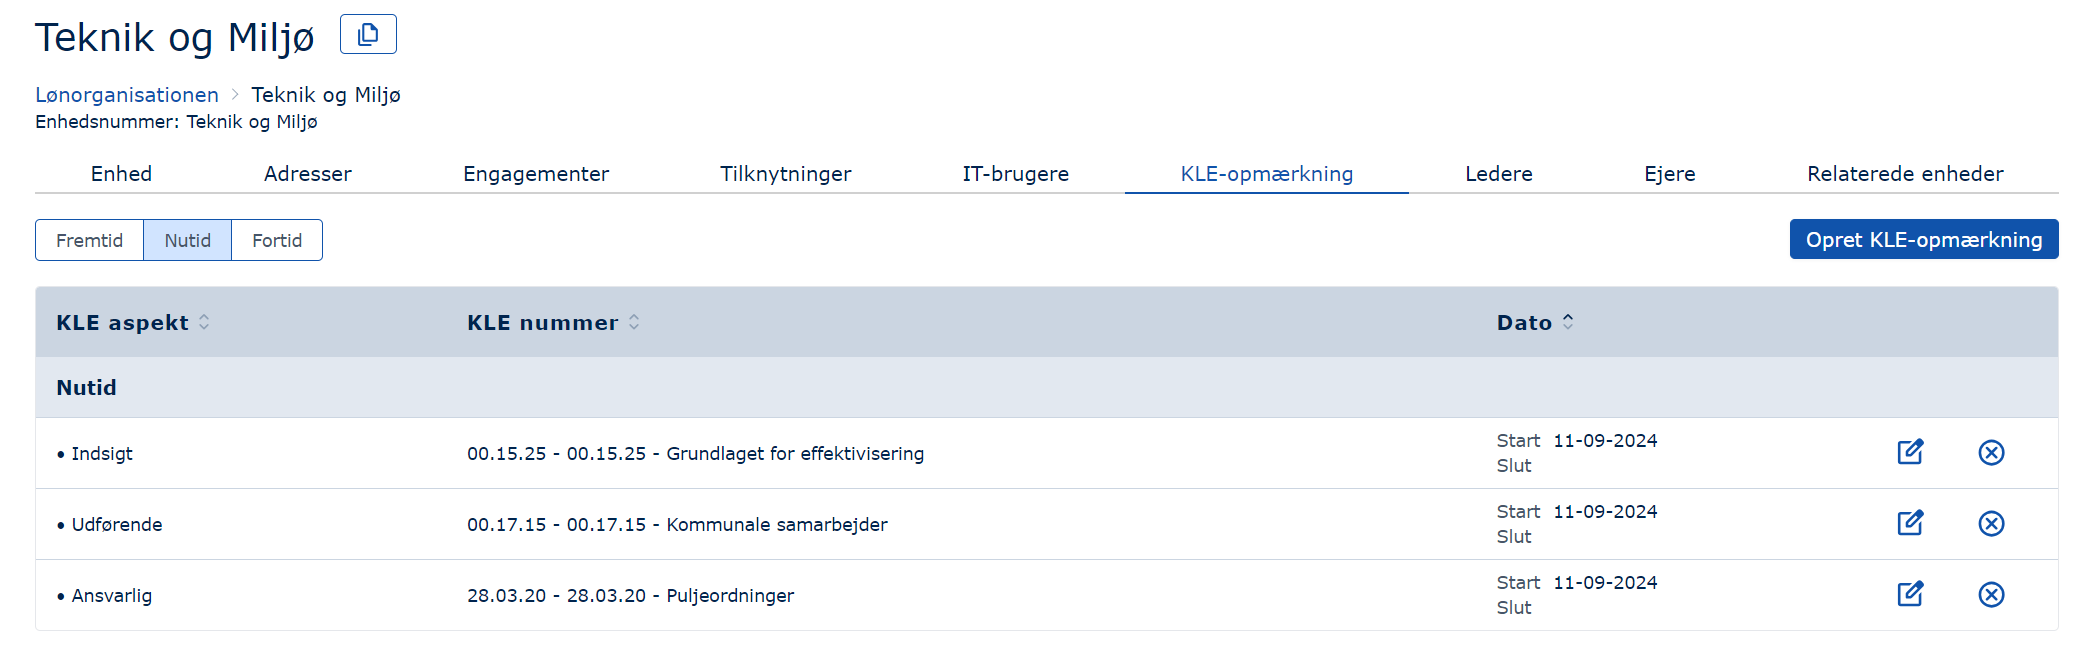 Teknik og Miljø
Lønorganisationen > Teknik og Miljø
Enhedsnummer: Teknik og Miljø
Enhed Adresser Engagementer Tilknytninger IT-brugere KLE-opmærkning Ledere Ejere Relaterede enheder
Fremtid Nutid Fortid Opret KLE-opmærkning
KLE aspekt KLE nummer Dato
Nutid
• Indsigt 00.15.25 - 00.15.25 - Grundlaget for effektivisering Start 11-09-2024
Slut
• Udførende 00.17.15 - 00.17.15 - Kommunale samarbejder Start 11-09-2024
Slut
• Ansvarlig 28.03.20 - 28.03.20 - Puljeordninger Start 11-09-2024
Slut